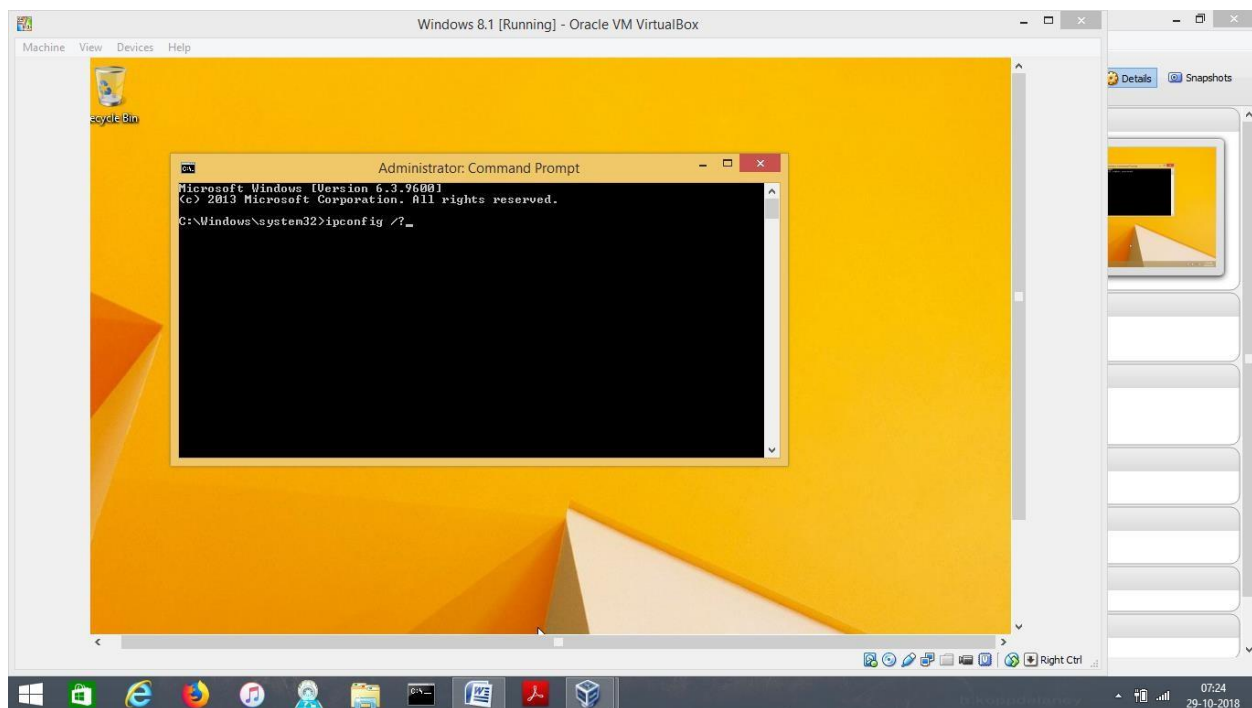 Windows 8.1 [Running] - Oracle VM VirtualBox
Machine View Devices Help
Details Snapshots
ecycle Bin
Administrator: Command Prompt
Microsoft Windows [Version 6.3.9600]
(c) 2013 Microsoft Corporation. All rights reserved.
C:\Windows\system32>ipconfig /?_
Right Ctrl
07:24
29-10-2018